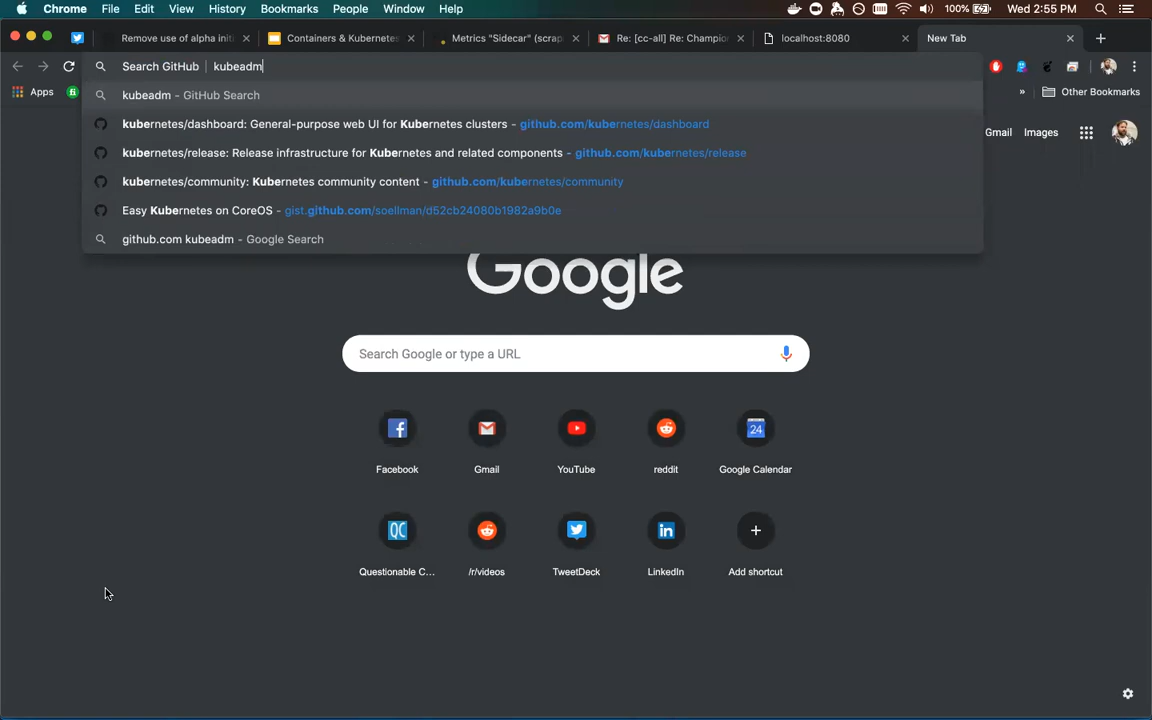 Chrome File Edit View History Bookmarks People Window Help 100% Wed 2:55 PM
Remove use of alpha initi Containers & Kubernetes Metrics "Sidecar" (scrap Re: [cc-all] Re: Champio localhost:8080 New Tab
Search GitHub kubeadm
Apps » Other Bookmarks
kubeadm - GitHub Search
kubernetes/dashboard: General-purpose web UI for Kubernetes clusters - github.com/kubernetes/dashboard
Gmail Images
kubernetes/release: Release infrastructure for Kubernetes and related components - github.com/kubernetes/release
kubernetes/community: Kubernetes community content - github.com/kubernetes/community
Easy Kubernetes on CoreOS - gist.github.com/soellman/d52cb24080b1982a9b0e
github.com kubeadm - Google Search
Google
Search Google or type a URL
24
Facebook Gmail YouTube reddit Google Calendar
QC in
Questionable C... /r/videos TweetDeck LinkedIn Add shortcut